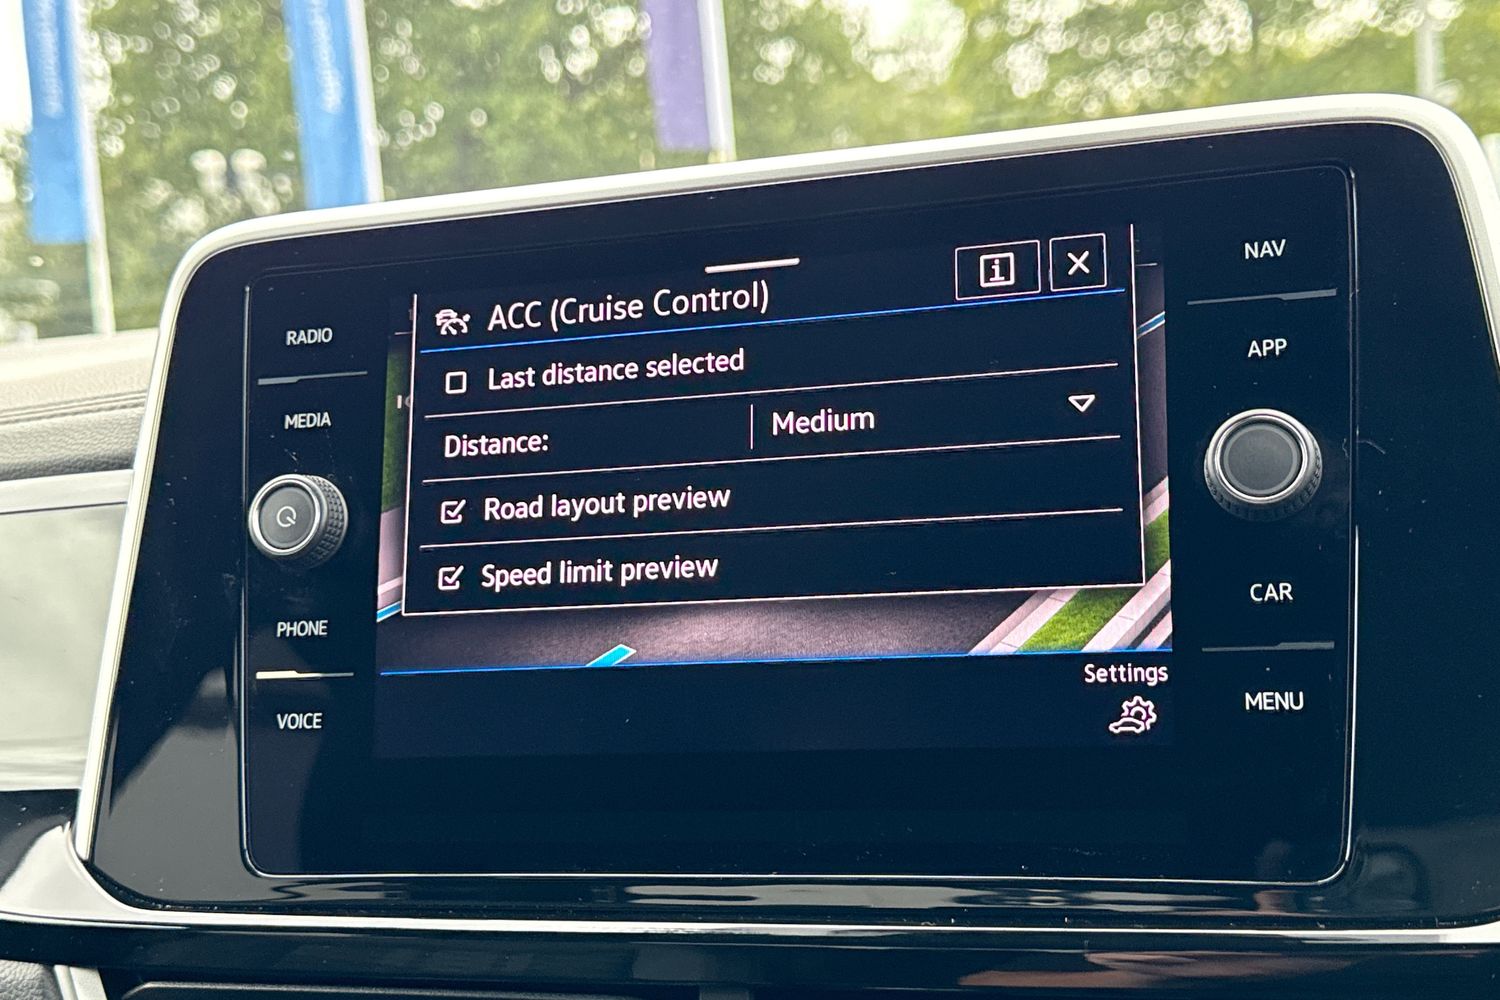 RADIO
MEDIA
PHONE
VOICE
ACC (Cruise Control)
Last distance selected
Distance: Medium
Road layout preview
Speed limit preview
Settings
NAV
APP
CAR
MENU